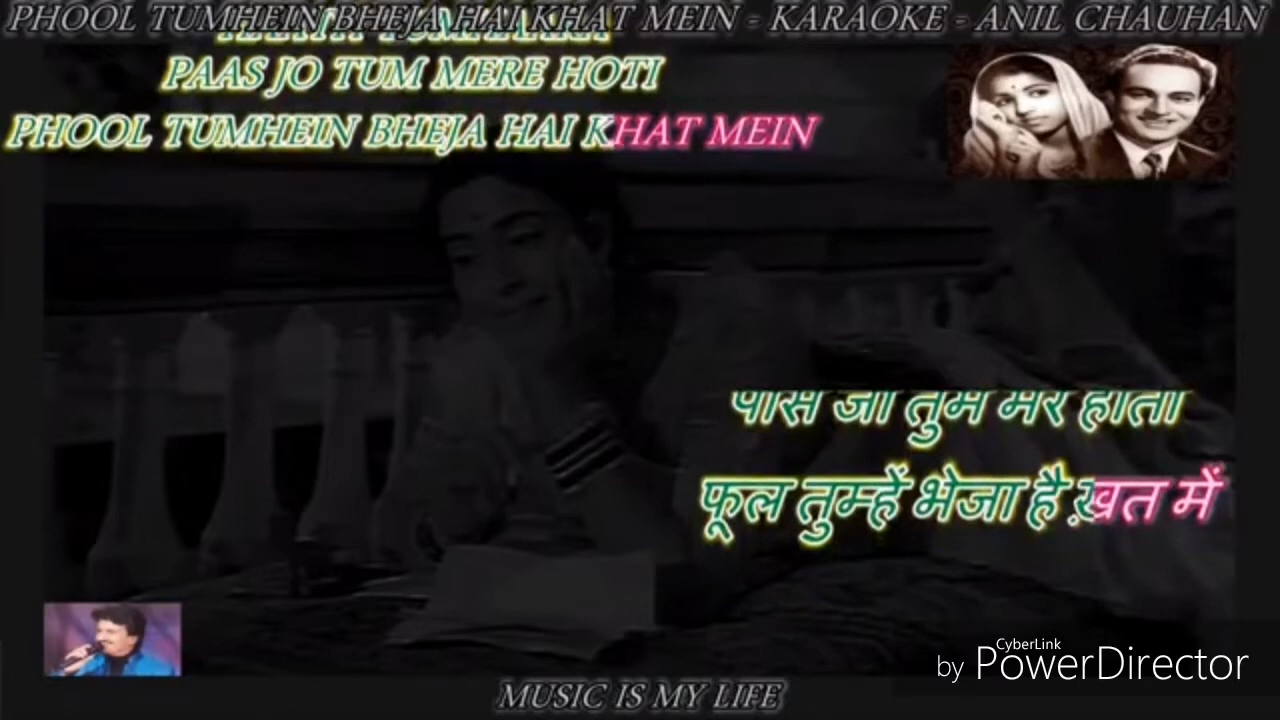 PHOOL TUMHEIN BHEJA HAI KHAT MEIN - KARAOKE - ANIL CHAUHAN
PAAS JO TUM MERE HOTI
PHOOL TUMHEIN BHEJA HAI KHAT MEIN
पास जो तुम मेरे होती
फूल तुम्हें भेजा है ख़त में
CyberLink
by PowerDirector
MUSIC IS MY LIFE